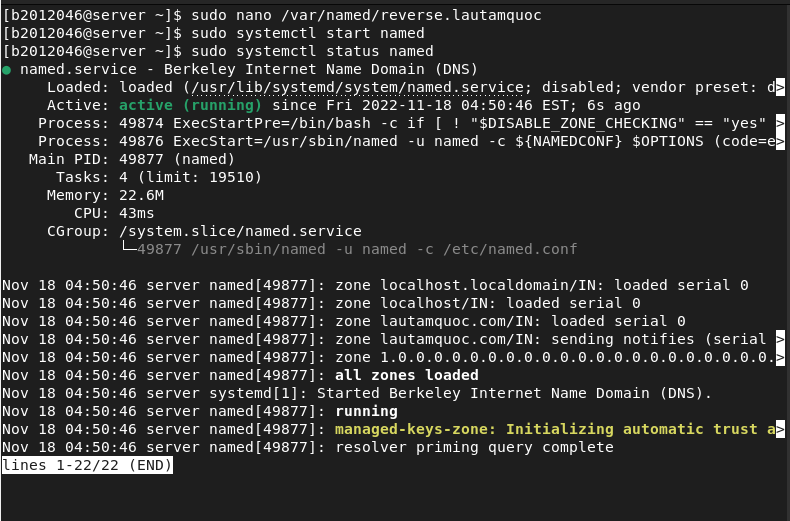 [b2012046@server ~]$ sudo nano /var/named/reverse.lautamquoc
[b2012046@server ~]$ sudo systemctl start named
[b2012046@server ~]$ sudo systemctl status named
● named.service - Berkeley Internet Name Domain (DNS)
     Loaded: loaded (/usr/lib/systemd/system/named.service; disabled; vendor preset: d>
     Active: active (running) since Fri 2022-11-18 04:50:46 EST; 6s ago
    Process: 49874 ExecStartPre=/bin/bash -c if [ ! "$DISABLE_ZONE_CHECKING" == "yes" >
    Process: 49876 ExecStart=/usr/sbin/named -u named -c ${NAMEDCONF} $OPTIONS (code=e>
   Main PID: 49877 (named)
      Tasks: 4 (limit: 19510)
     Memory: 22.6M
        CPU: 43ms
     CGroup: /system.slice/named.service
             └─49877 /usr/sbin/named -u named -c /etc/named.conf
Nov 18 04:50:46 server named[49877]: zone localhost.localdomain/IN: loaded serial 0
Nov 18 04:50:46 server named[49877]: zone localhost/IN: loaded serial 0
Nov 18 04:50:46 server named[49877]: zone lautamquoc.com/IN: loaded serial 0
Nov 18 04:50:46 server named[49877]: zone lautamquoc.com/IN: sending notifies (serial >
Nov 18 04:50:46 server named[49877]: zone 1.0.0.0.0.0.0.0.0.0.0.0.0.0.0.0.0.0.0.0.0.0.>
Nov 18 04:50:46 server named[49877]: all zones loaded
Nov 18 04:50:46 server systemd[1]: Started Berkeley Internet Name Domain (DNS).
Nov 18 04:50:46 server named[49877]: running
Nov 18 04:50:46 server named[49877]: managed-keys-zone: Initializing automatic trust a>
Nov 18 04:50:46 server named[49877]: resolver priming query complete
lines 1-22/22 (END)